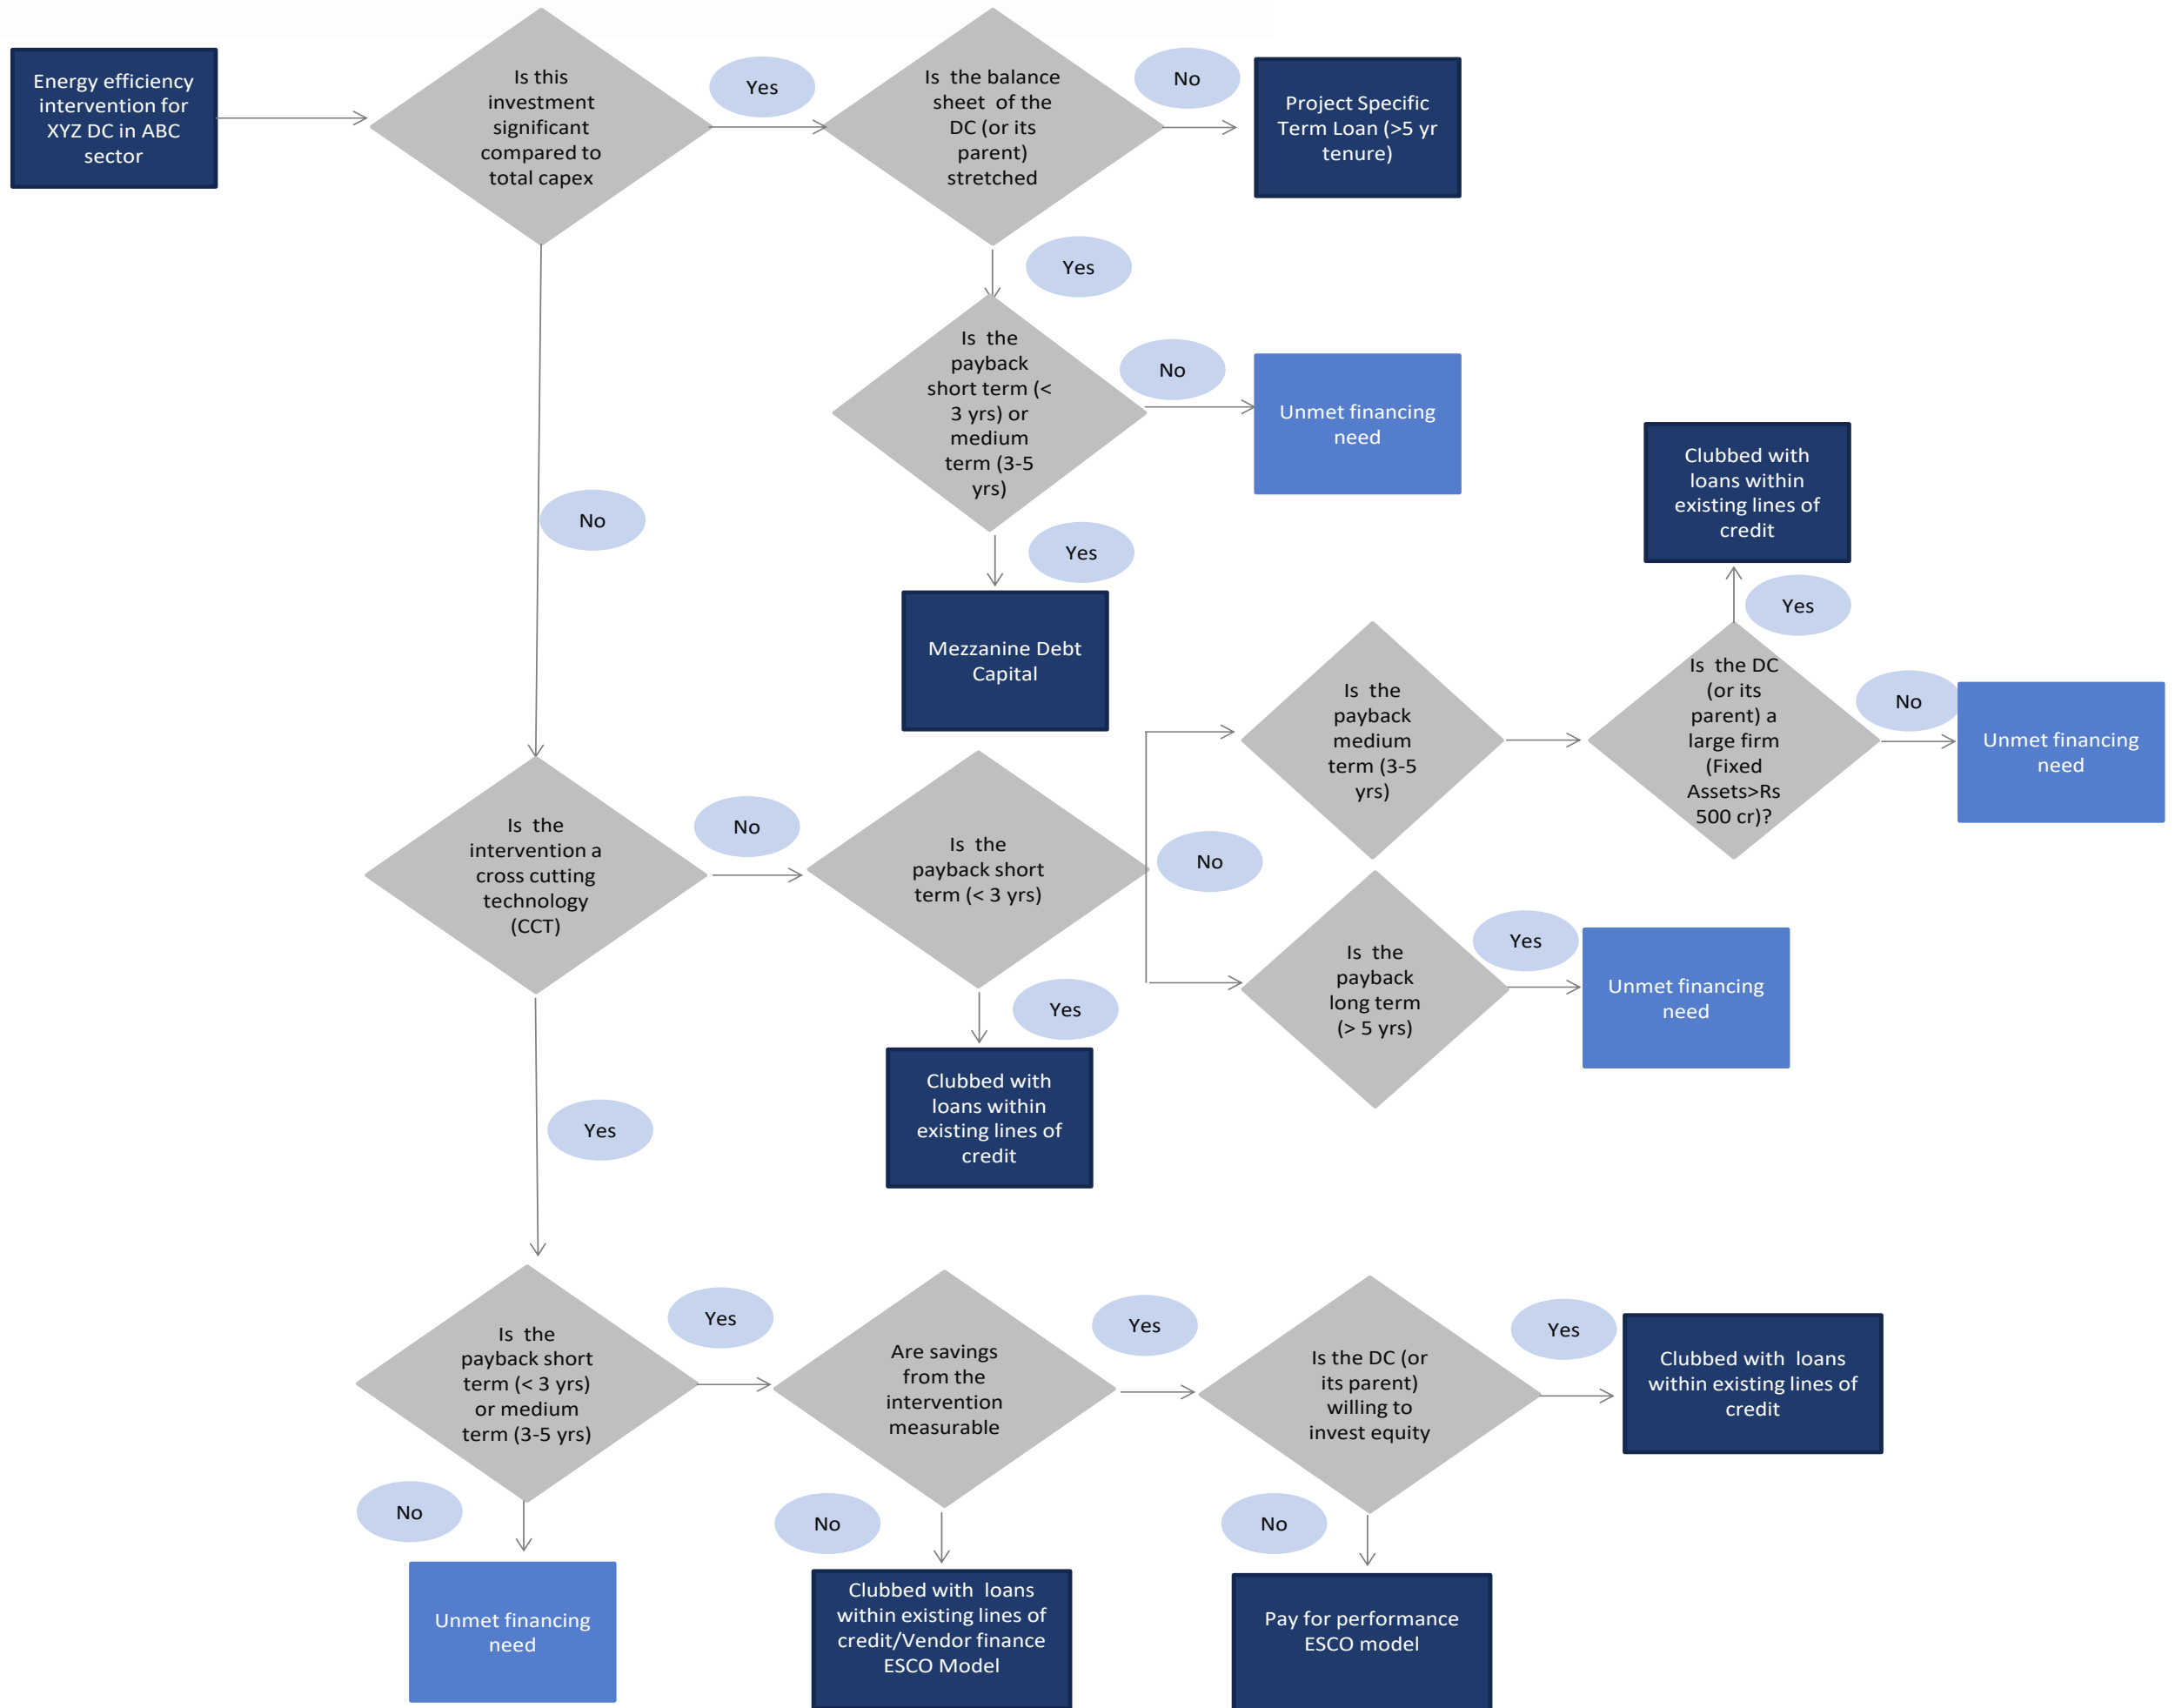 Energy efficiency
intervention for
XYZ DC in ABC
sector
Is this
investment
significant
compared to
total capex
Yes
Is the balance
sheet of the
DC (or its
parent)
stretched
No
Project Specific
Term Loan (>5 yr
tenure)
Yes
Is the
payback
short term (<
3 yrs) or
medium
term (3-5
yrs)
No
Unmet financing
need
Yes
Mezzanine Debt
Capital
No
Clubbed with
loans within
existing lines of
credit
Yes
Is the
payback
medium
term (3-5
yrs)
Is the DC
(or its
parent) a
large firm
(Fixed
Assets>Rs
500 cr)?
No
Unmet financing
need
Is the
intervention a
cross cutting
technology
(CCT)
No
Is the
payback short
term (< 3 yrs)
No
Is the
payback
long term
(> 5 yrs)
Yes
Unmet financing
need
Yes
Clubbed with
loans within
existing lines of
credit
Yes
Is the
payback short
term (< 3 yrs)
or medium
term (3-5 yrs)
Yes
Are savings
from the
intervention
measurable
Yes
Is the DC (or
its parent)
willing to
invest equity
Yes
Clubbed with loans
within existing lines of
credit
No
Unmet financing
need
No
Clubbed with loans
within existing lines of
credit/Vendor finance
ESCO Model
No
Pay for performance
ESCO model